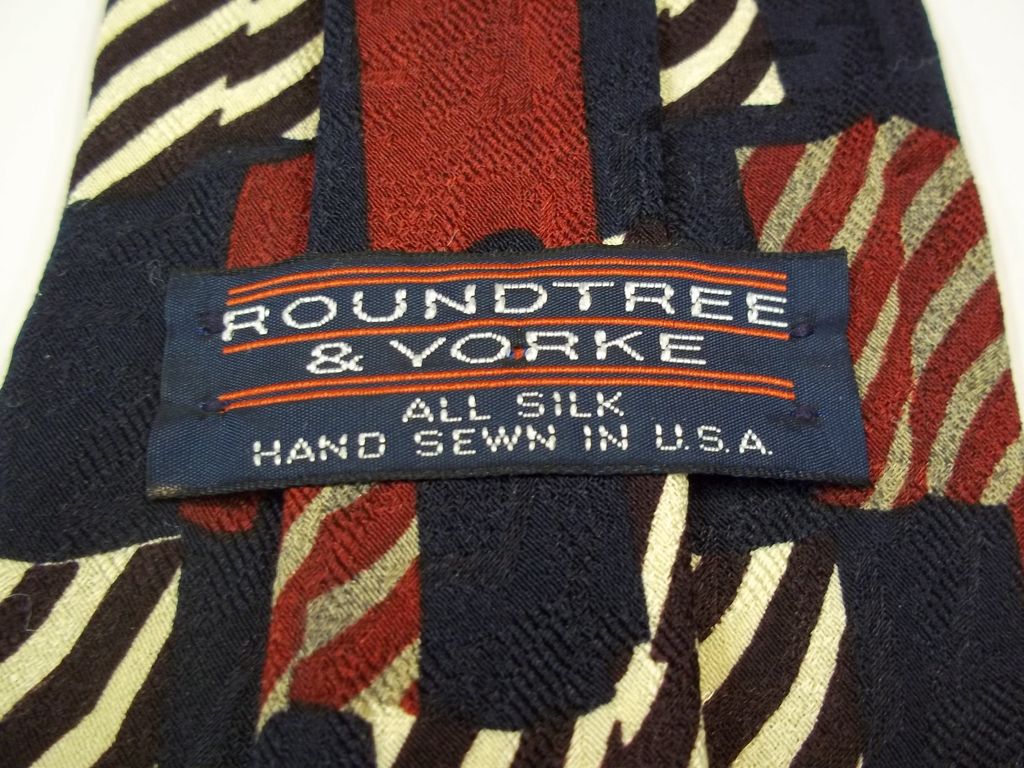 ROUNDTREE
& YORKE
ALL SILK
HAND SEWN IN U.S.A.